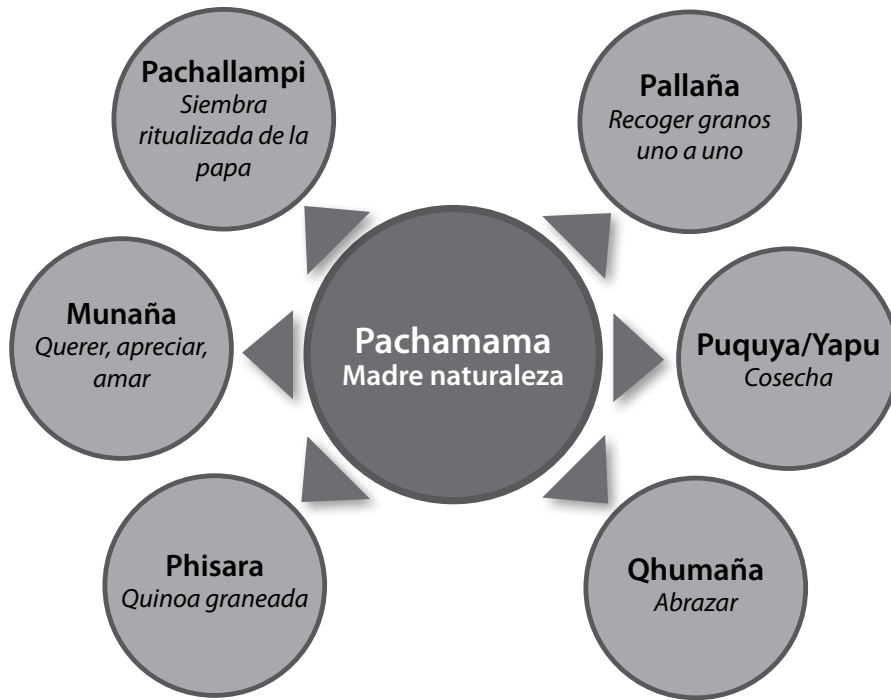 Pachallampi
Siembra
ritualizada de la
papa
Pallaña
Recoger granos
uno a uno
Munaña
Querer, apreciar,
amar
Pachamama
Madre naturaleza
Puquya/Yapu
Cosecha
Phisara
Quinoa graneada
Qhumaña
Abrazar